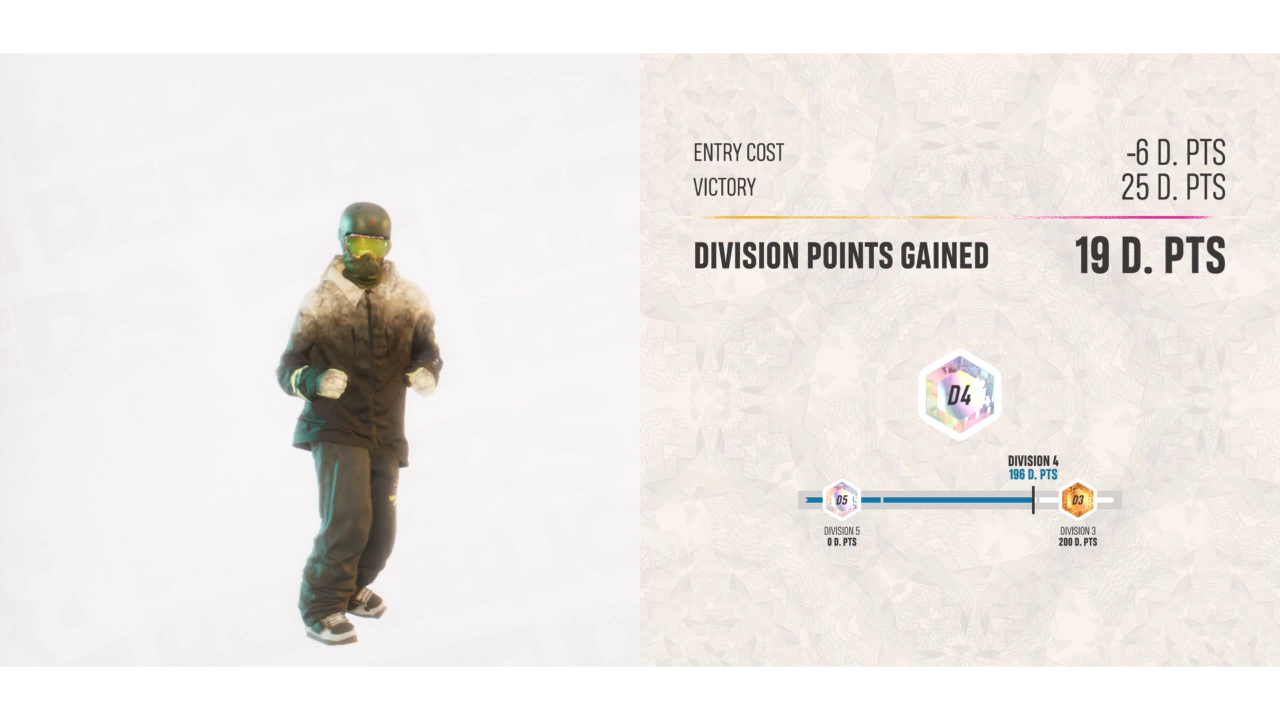 ENTRY COST -6 D. PTS
VICTORY 25 D. PTS
DIVISION POINTS GAINED 19 D. PTS
D4
DIVISION 4
196 D. PTS
D5 D3
DIVISION 5 DIVISION 3
0 D. PTS 200 D. PTS